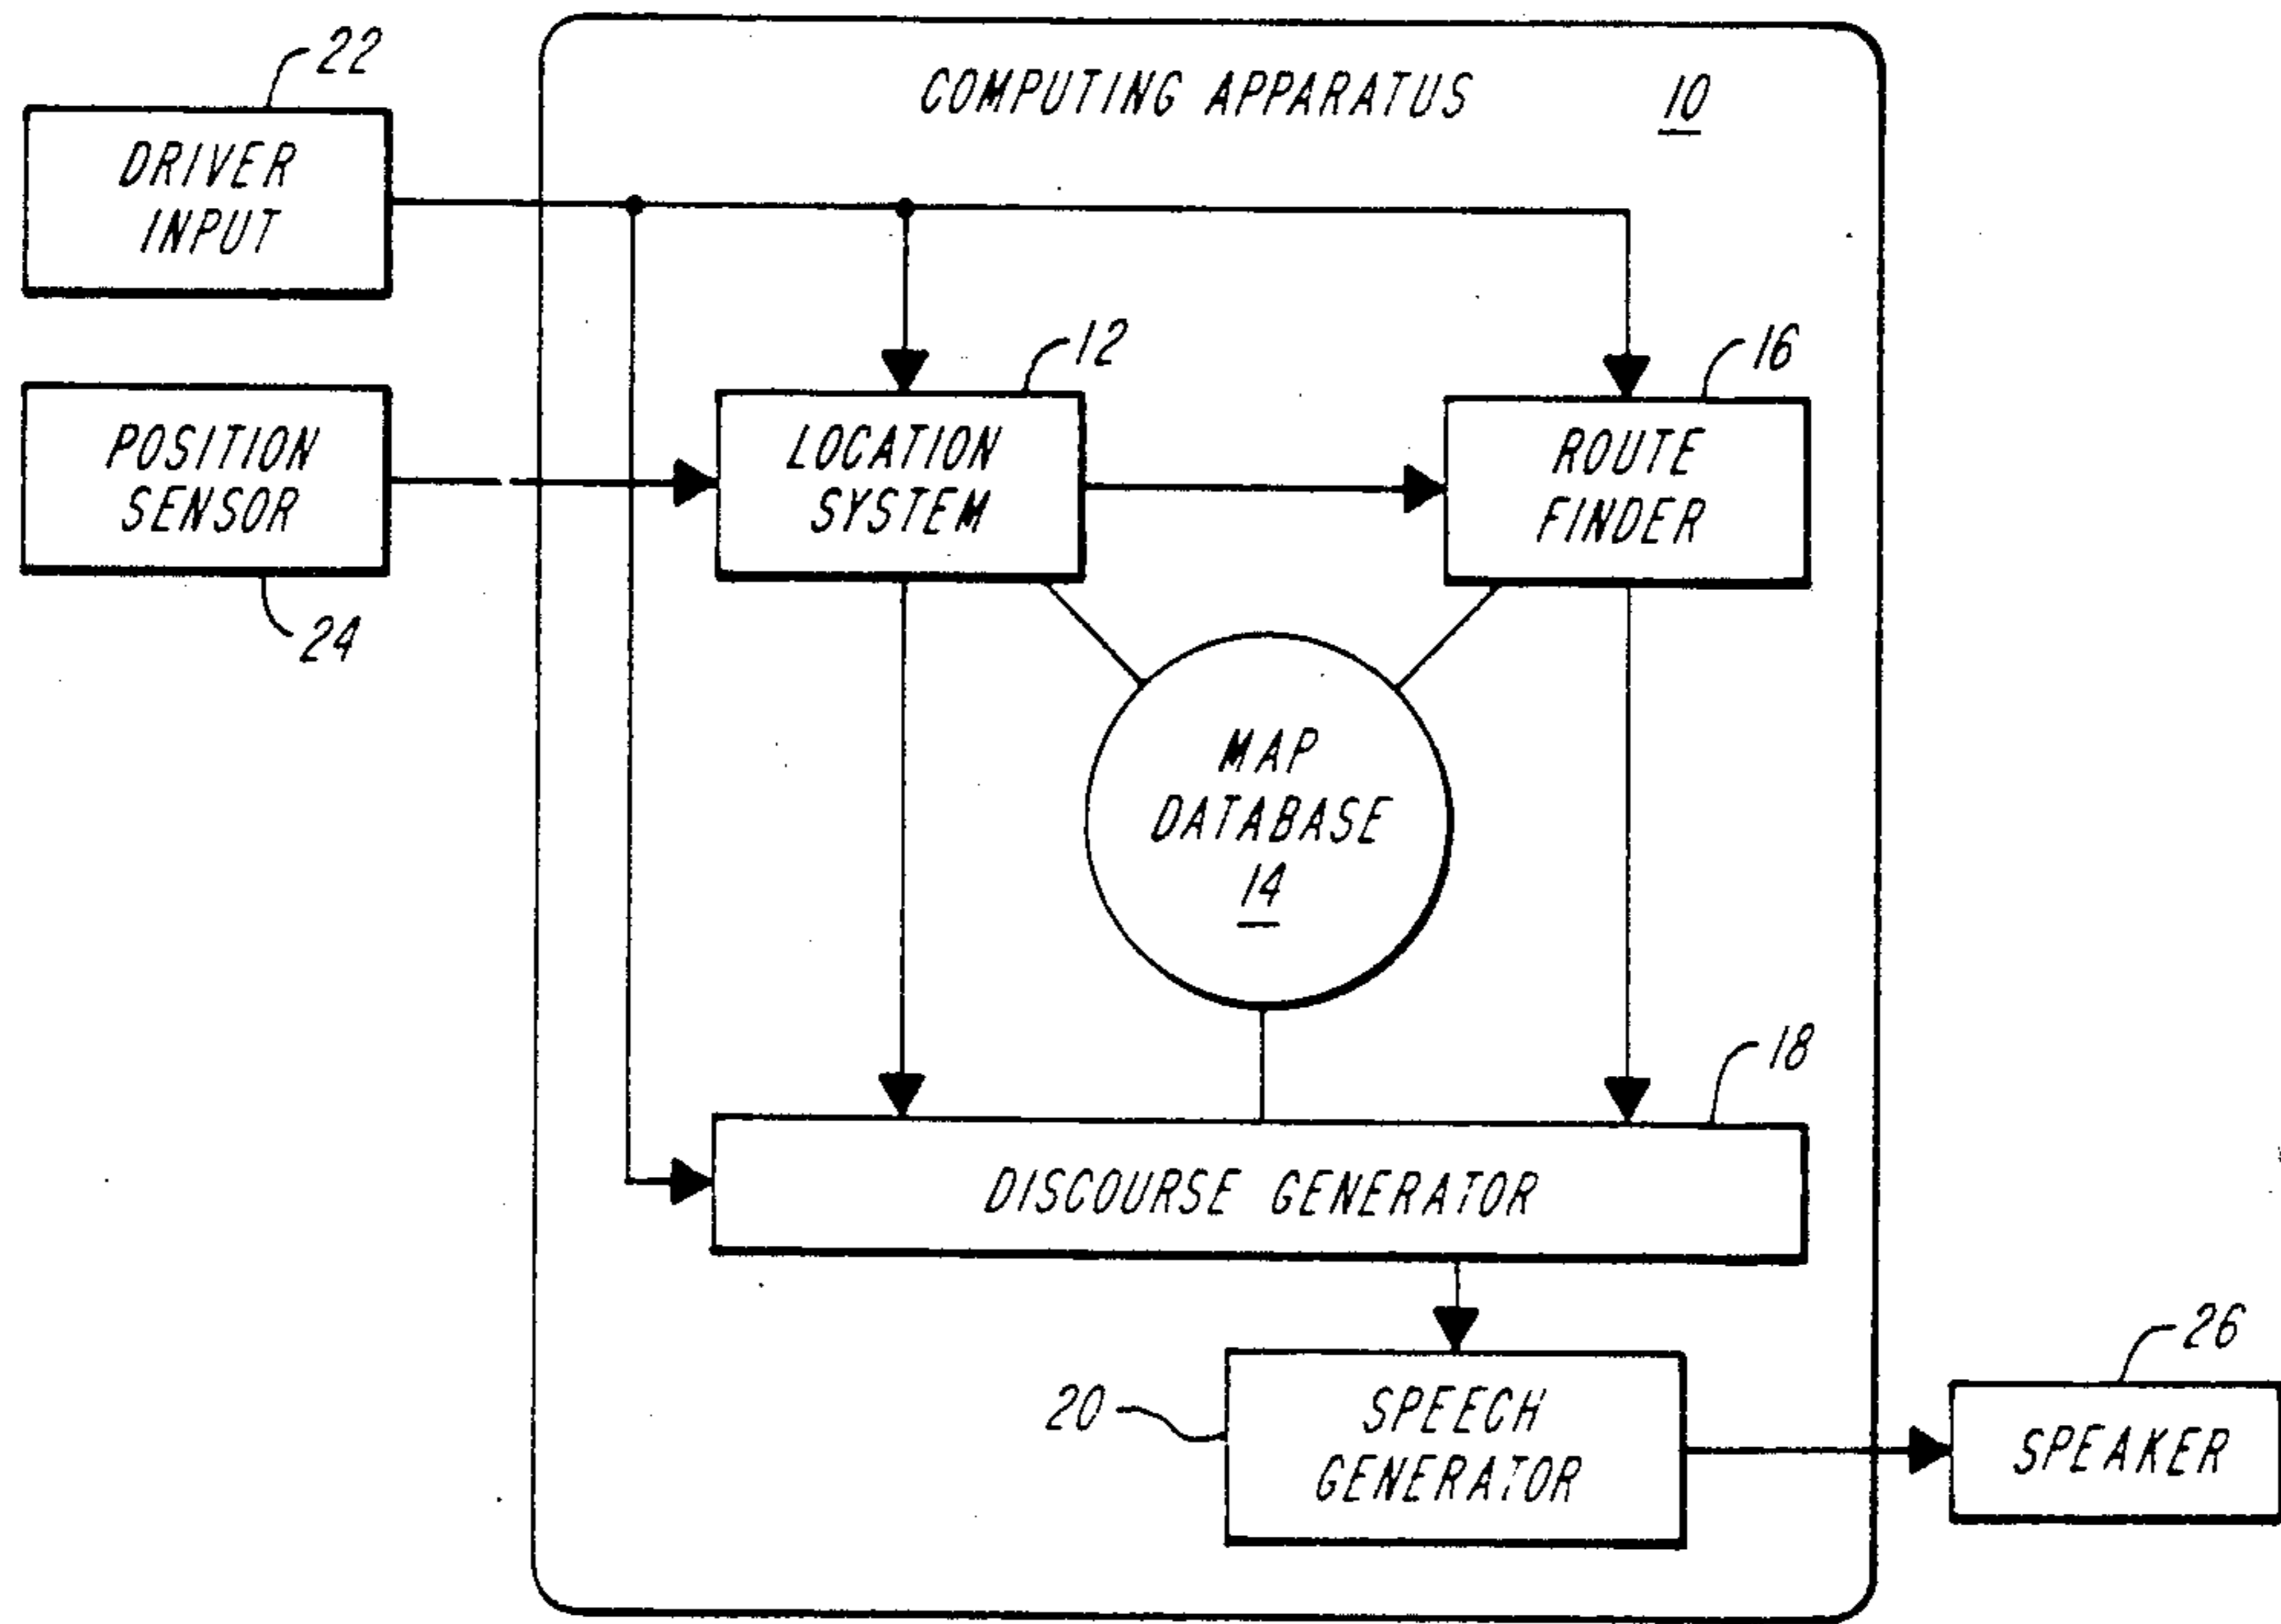 22
COMPUTING APPARATUS 10
DRIVER
INPUT
12
16
POSITION
SENSOR
LOCATION
SYSTEM
ROUTE
FINDER
24
MAP
DATABASE
14
18
DISCOURSE GENERATOR
26
20
SPEECH
GENERATOR
SPEAKER